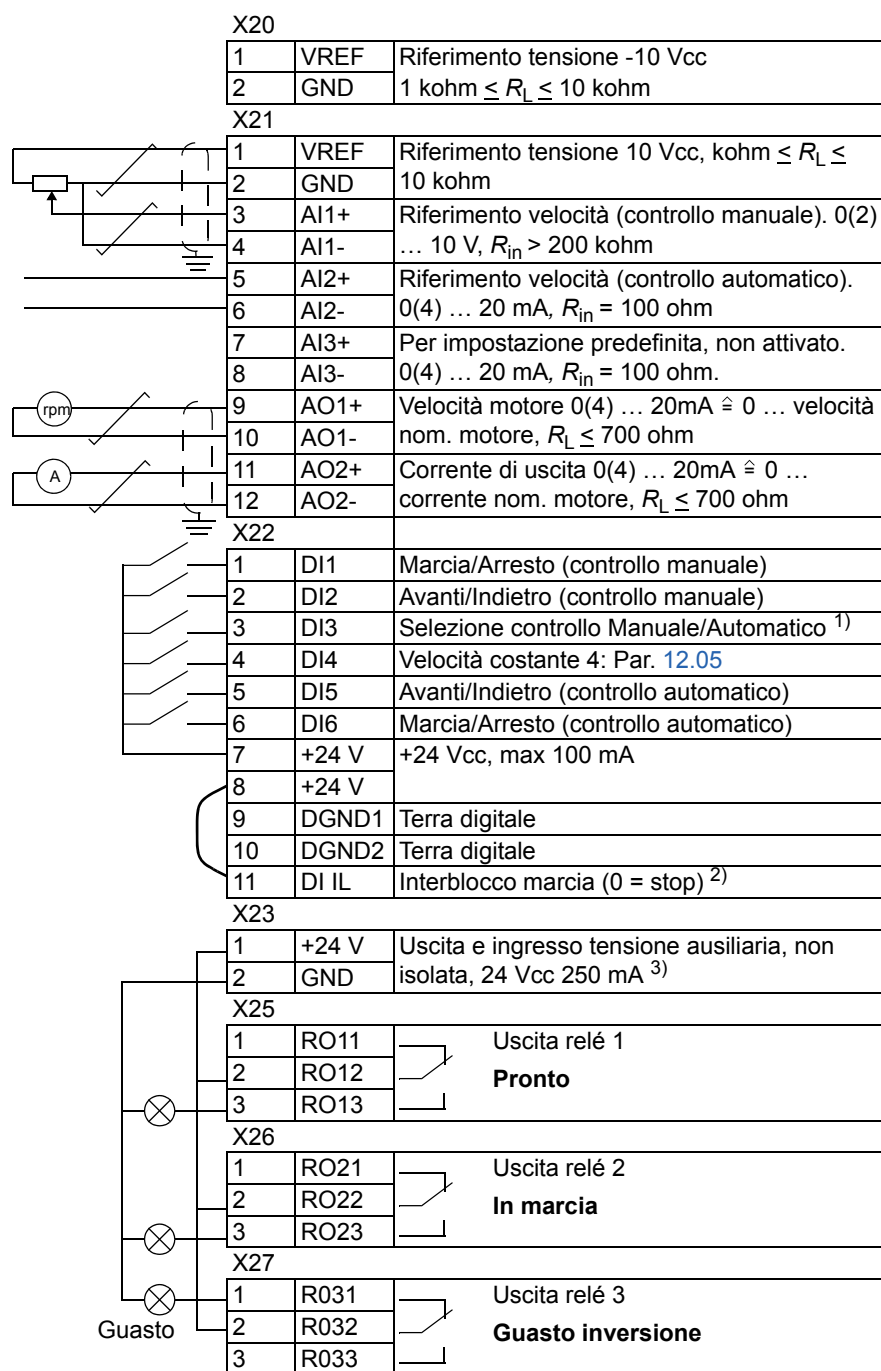 X20
1 VREF Riferimento tensione -10 Vcc
2 GND 1 kohm ≤ RL ≤ 10 kohm
X21
1 VREF Riferimento tensione 10 Vcc, kohm ≤ RL ≤
2 GND 10 kohm
3 AI1+ Riferimento velocità (controllo manuale). 0(2)
4 AI1- … 10 V, Rin > 200 kohm
5 AI2+ Riferimento velocità (controllo automatico).
6 AI2- 0(4) … 20 mA, Rin = 100 ohm
7 AI3+ Per impostazione predefinita, non attivato.
8 AI3- 0(4) … 20 mA, Rin = 100 ohm.
rpm 9 AO1+ Velocità motore 0(4) … 20mA ≙ 0 … velocità
10 AO1- nom. motore, RL ≤ 700 ohm
A 11 AO2+ Corrente di uscita 0(4) … 20mA ≙ 0 …
12 AO2- corrente nom. motore, RL ≤ 700 ohm
X22
1 DI1 Marcia/Arresto (controllo manuale)
2 DI2 Avanti/Indietro (controllo manuale)
3 DI3 Selezione controllo Manuale/Automatico 1)
4 DI4 Velocità costante 4: Par. 12.05
5 DI5 Avanti/Indietro (controllo automatico)
6 DI6 Marcia/Arresto (controllo automatico)
7 +24 V +24 Vcc, max 100 mA
8 +24 V
9 DGND1 Terra digitale
10 DGND2 Terra digitale
11 DI IL Interblocco marcia (0 = stop) 2)
X23
1 +24 V Uscita e ingresso tensione ausiliaria, non
2 GND isolata, 24 Vcc 250 mA 3)
X25
1 RO11 Uscita relé 1
2 RO12 Pronto
3 RO13
X26
1 RO21 Uscita relé 2
2 RO22 In marcia
3 RO23
X27
1 R031 Uscita relé 3
Guasto 2 R032 Guasto inversione
3 R033